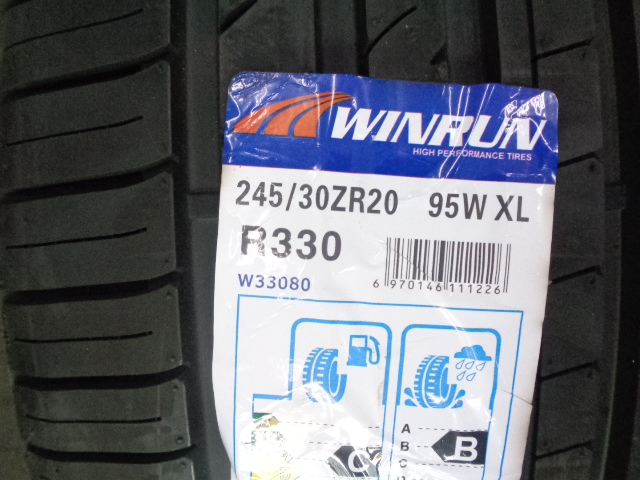 WINRUN
HIGH PERFORMANCE TIRES
245/30ZR20 95W XL
R330
W33080
6 970146 111226
A
B
C
B
C